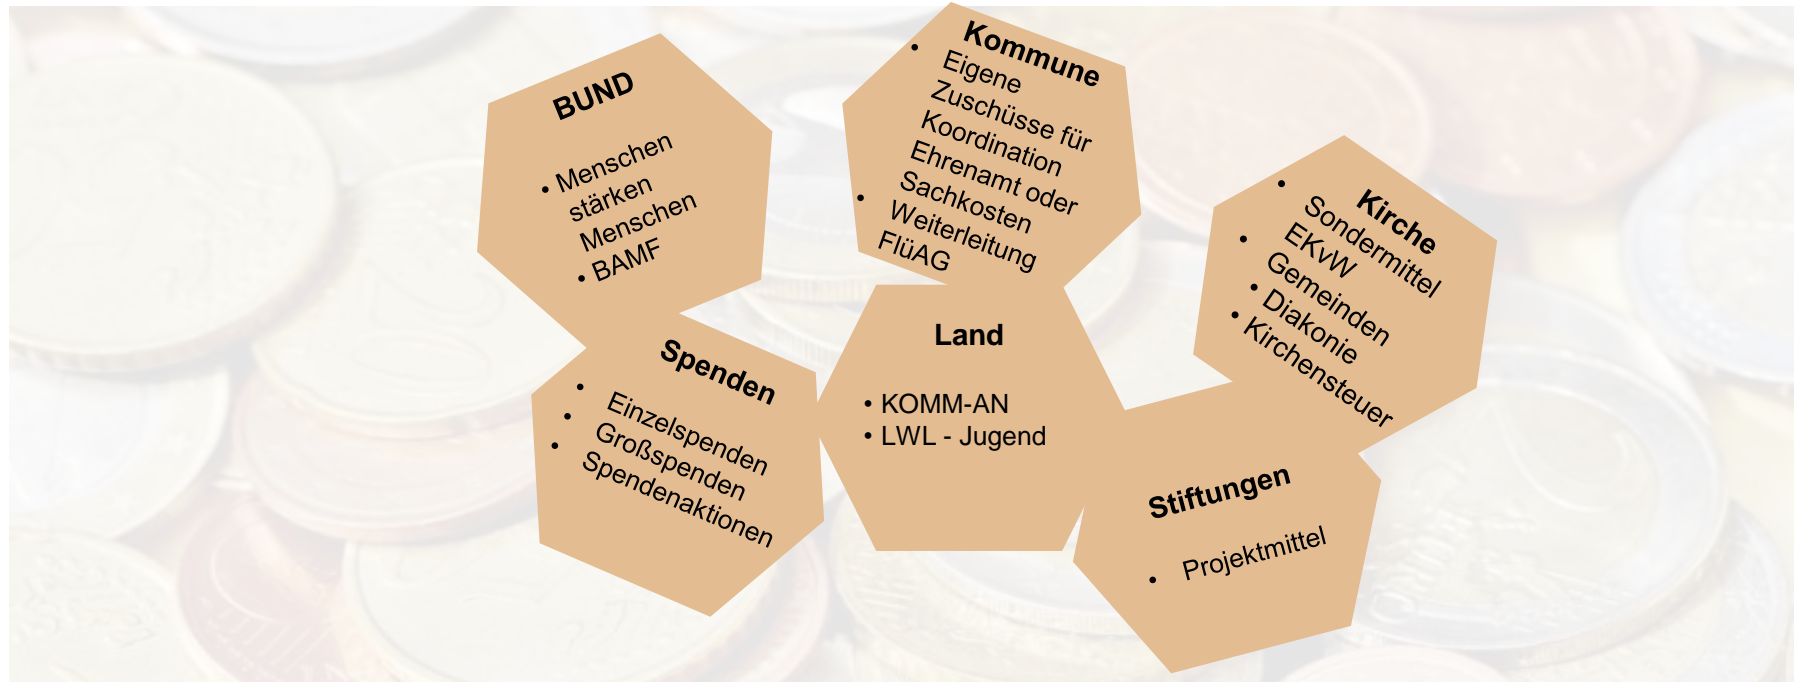 BUND
• Menschen
stärken
Menschen
• BAMF
Kommune
• Eigene
Zuschüsse für
Koordination
Ehrenamt oder
Sachkosten
• Weiterleitung
FlüAG
Kirche
• Sondermittel
EKvW
• Gemeinden
• Diakonie
• Kirchensteuer
Spenden
• Einzelspenden
• Großspenden
• Spendenaktionen
Land
• KOMM-AN
• LWL - Jugend
Stiftungen
• Projektmittel